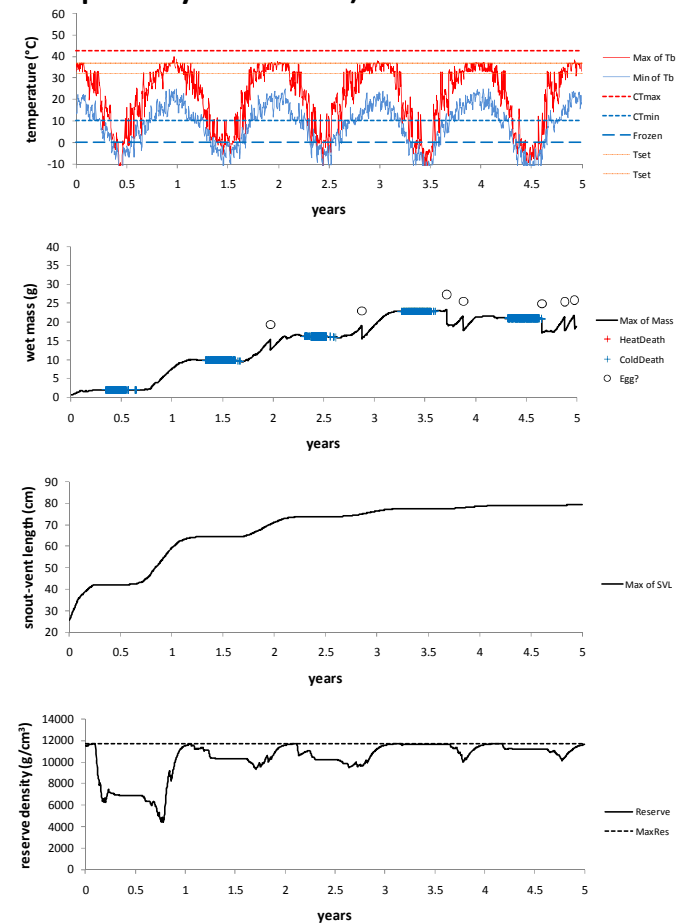 60
50
40
30
20
10
0
-10
temperature (°C)
0 0.5 1 1.5 2 2.5 3 3.5 4 4.5 5
years
Max of Tb
Min of Tb
CTmax
CTmin
Frozen
Tset
Tset
40
35
30
25
20
15
10
5
0
wet mass (g)
0 0.5 1 1.5 2 2.5 3 3.5 4 4.5 5
years
Max of Mass
HeatDeath
ColdDeath
Egg?
90
80
70
60
50
40
30
20
snout-vent length (cm)
0 0.5 1 1.5 2 2.5 3 3.5 4 4.5 5
years
Max of SVL
14000
12000
10000
8000
6000
4000
2000
0
reserve density (g/cm³)
0 0.5 1 1.5 2 2.5 3 3.5 4 4.5 5
years
Reserve
MaxRes